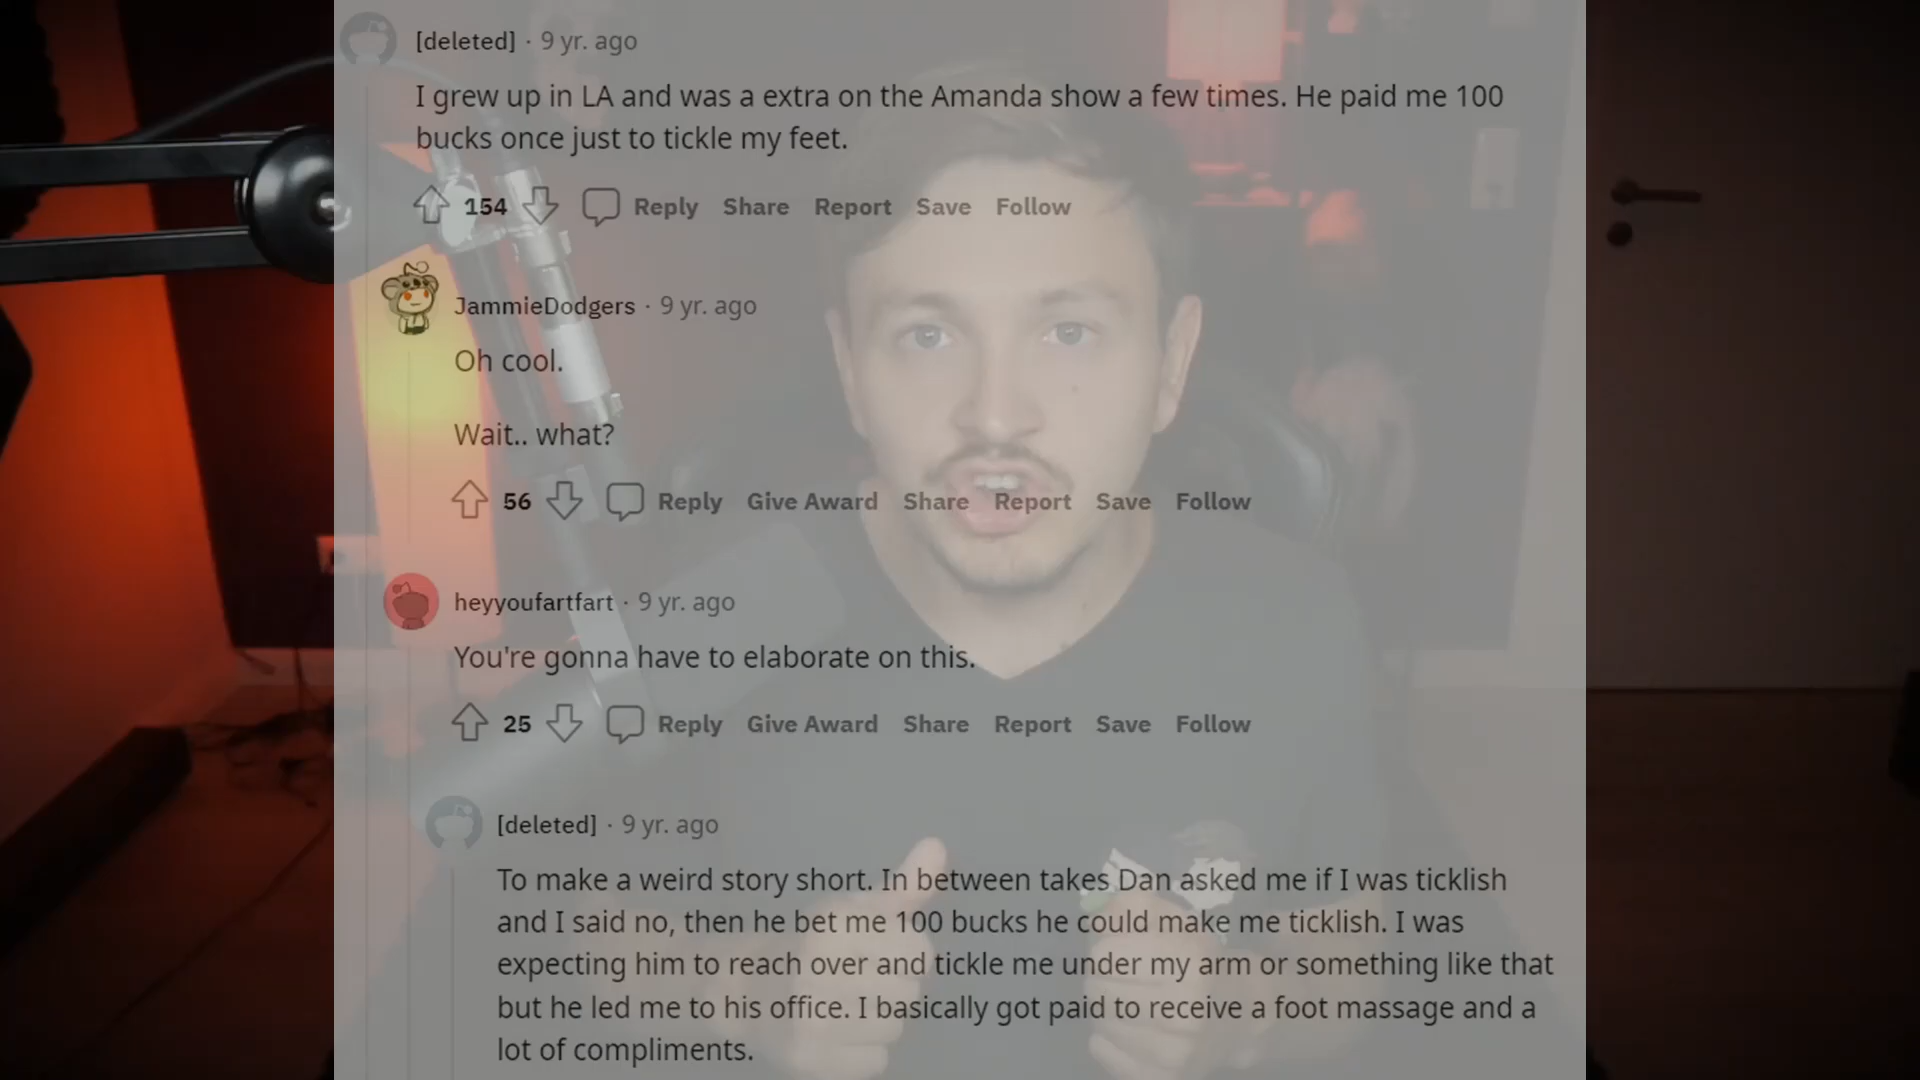 [deleted] · 9 yr. ago
I grew up in LA and was a extra on the Amanda show a few times. He paid me 100
bucks once just to tickle my feet.
154 Reply Share Report Save Follow
JammieDodgers · 9 yr. ago
Oh cool.
Wait.. what?
56 Reply Give Award Share Report Save Follow
heyyoufartfart · 9 yr. ago
You're gonna have to elaborate on this.
25 Reply Give Award Share Report Save Follow
[deleted] · 9 yr. ago
To make a weird story short. In between takes Dan asked me if I was ticklish
and I said no, then he bet me 100 bucks he could make me ticklish. I was
expecting him to reach over and tickle me under my arm or something like that
but he led me to his office. I basically got paid to receive a foot massage and a
lot of compliments.